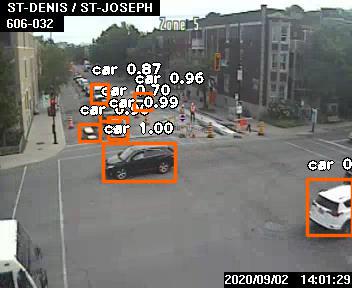 ST-DENIS / ST-JOSEPH
606-032
Zone 5
car 0.87
car 0.96
car 0.70
0.99
car 1.00
car 0
2020/09/02 14:01:29